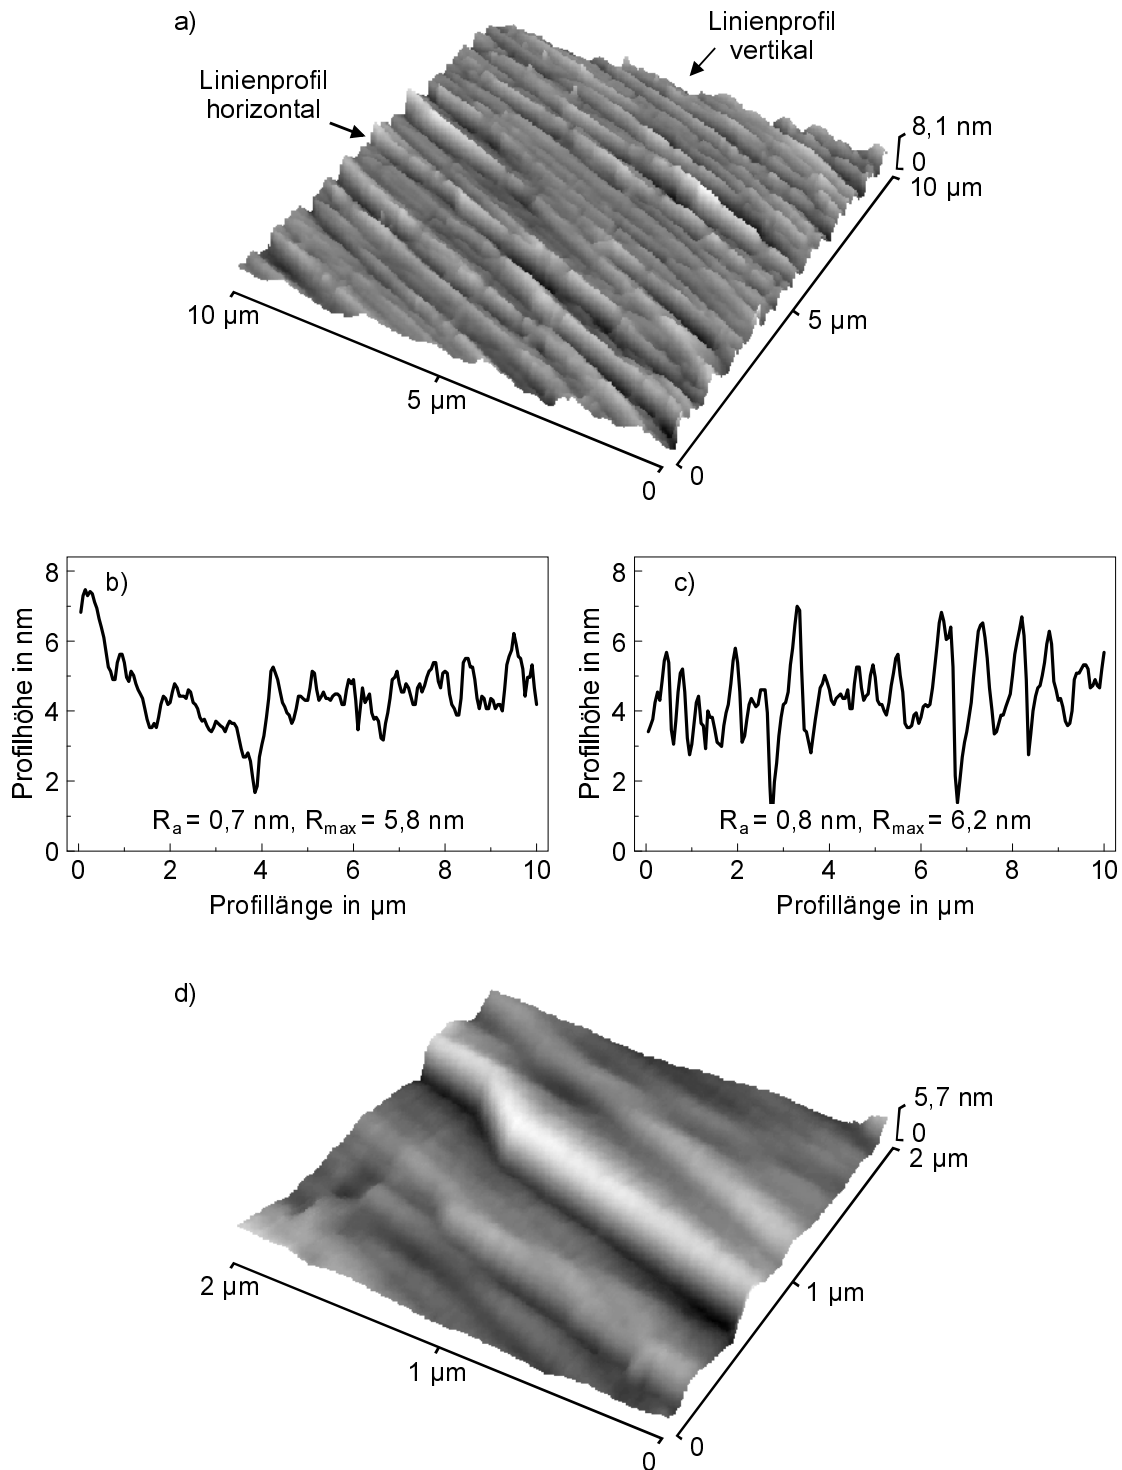 a)
Linienprofil
vertikal
Linienprofil
horizontal
8,1 nm
0
10 µm
10 µm
5 µm
5 µm
0
0
b)
Profilhöhe in nm
8
6
4
2
0
Ra = 0,7 nm, Rmax = 5,8 nm
0 2 4 6 8 10
Profillänge in µm
c)
Profilhöhe in nm
8
6
4
2
0
Ra = 0,8 nm, Rmax = 6,2 nm
0 2 4 6 8 10
Profillänge in µm
d)
5,7 nm
0
2 µm
2 µm
1 µm
1 µm
0
0